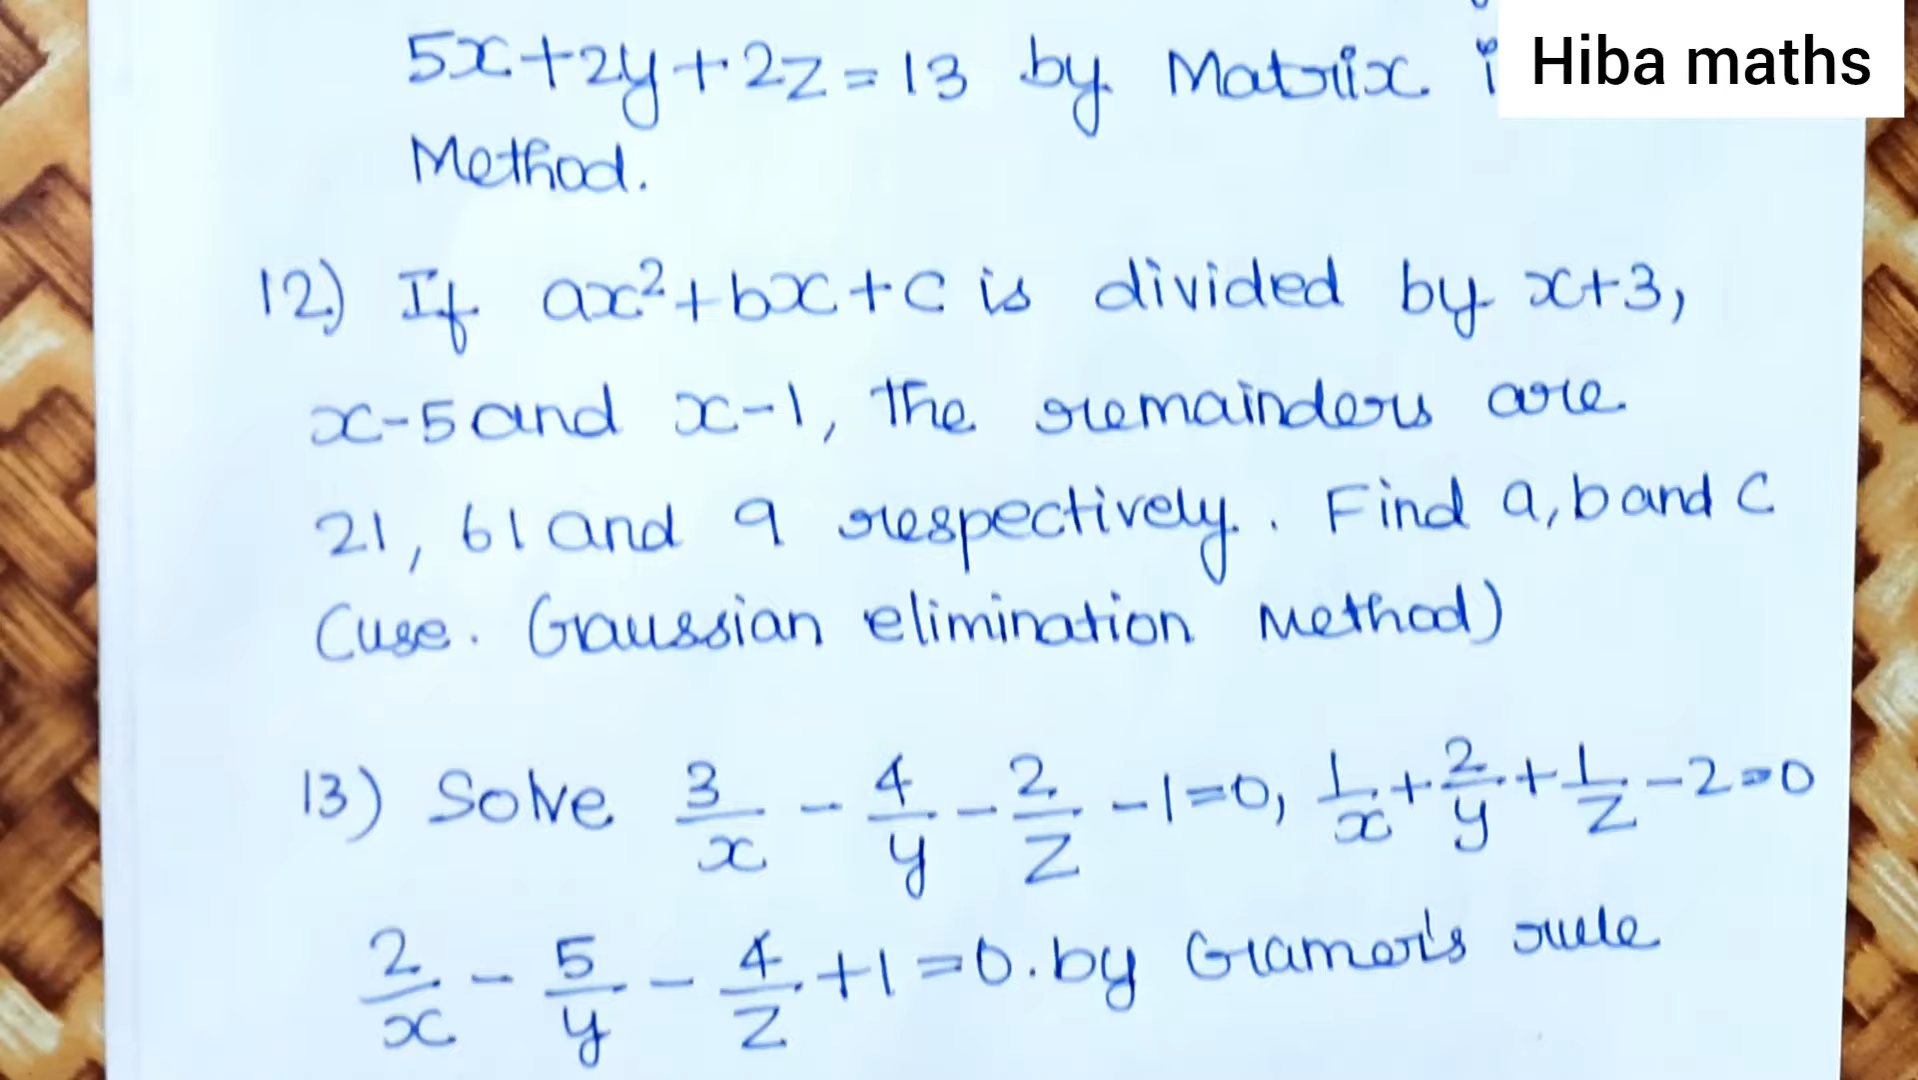 5x+2y+2z=13 by Matrix
Hiba maths
Method.
12) If ax²+bx+c is divided by x+3,
x-5 and x-1, the remainders are
21, 61 and 9 respectively. Find a, b and c
(use. Gaussian elimination Method)
13) Solve 3/x - 4/y - 2/z - 1=0, 1/x + 2/y + 1/z - 2=0
2/x - 5/y - 4/z + 1=0. by Cramer's rule